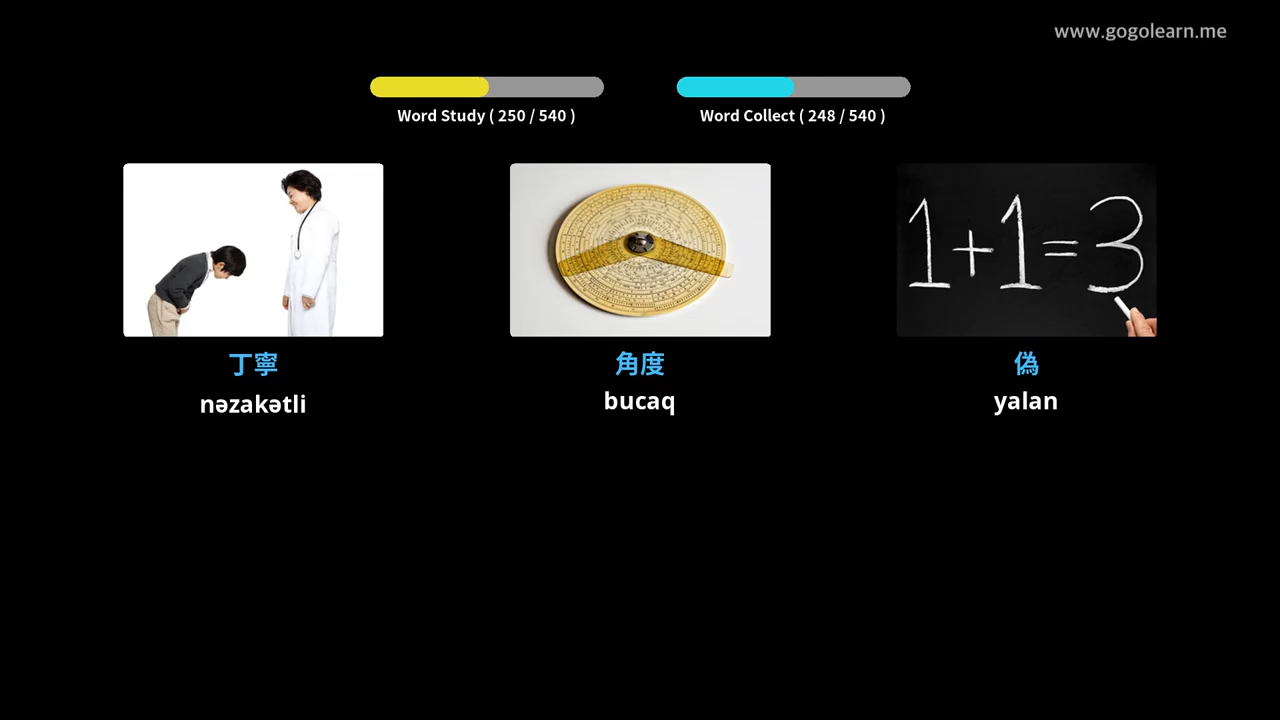 www.gogolearn.me
Word Study ( 250 / 540 )
Word Collect ( 248 / 540 )
1+1=3
丁寧
nəzakətli
角度
bucaq
偽
yalan